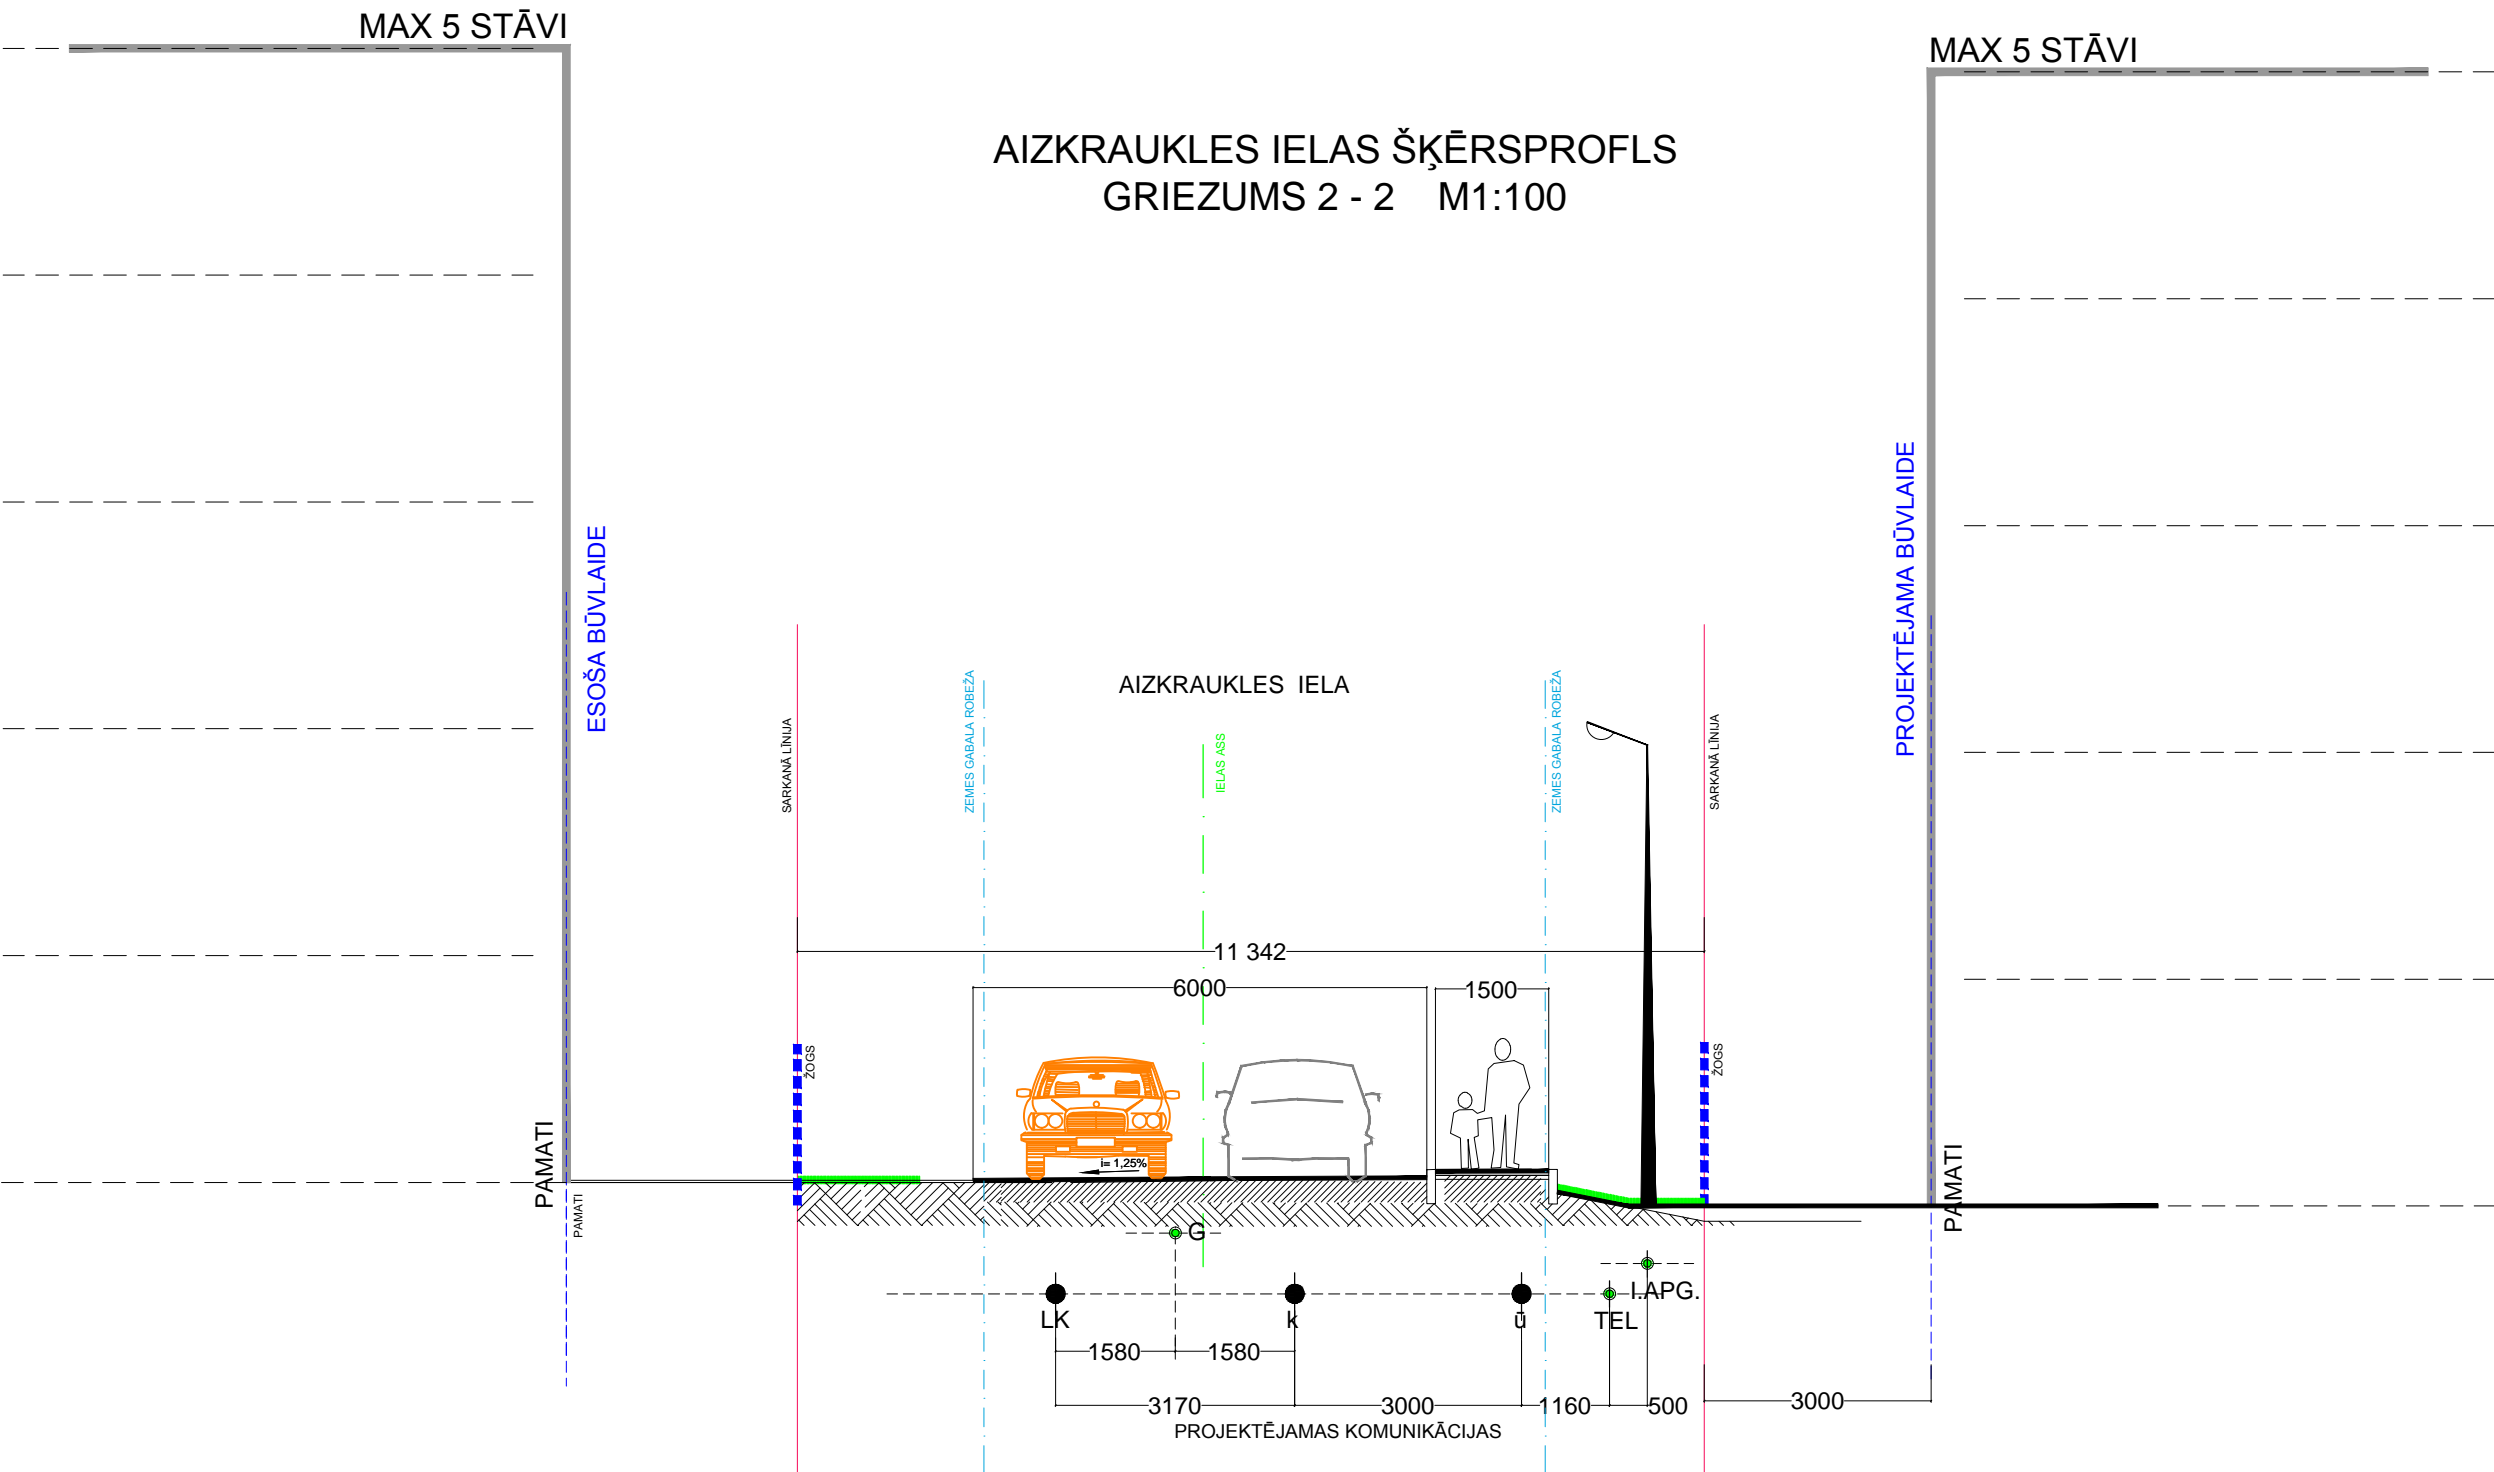 MAX 5 STĀVI
MAX 5 STĀVI
AIZKRAUKLES IELAS ŠĶĒRSPROFLS
GRIEZUMS 2 - 2 M1:100
ESOŠA BŪVLAIDE
PROJEKTĒJAMA BŪVLAIDE
AIZKRAUKLES IELA
SARKANĀ LĪNIJA
ZEMES GABALA ROBEŽA
IELAS ASS
ZEMES GABALA ROBEŽA
SARKANĀ LĪNIJA
11 342
6000
1500
ŽOGS
ŽOGS
i= 1,25%
PAMATI
PAMATI
PAMATI
G
I.APG.
LK
k
ū
TEL
1580
1580
3170
3000
1160
500
3000
PROJEKTĒJAMAS KOMUNIKĀCIJAS